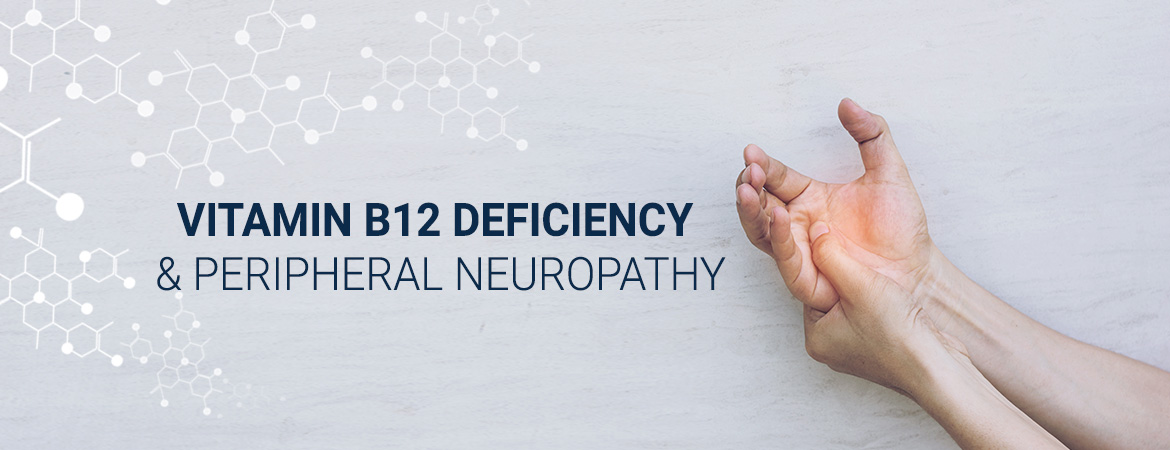 VITAMIN B12 DEFICIENCY
& PERIPHERAL NEUROPATHY